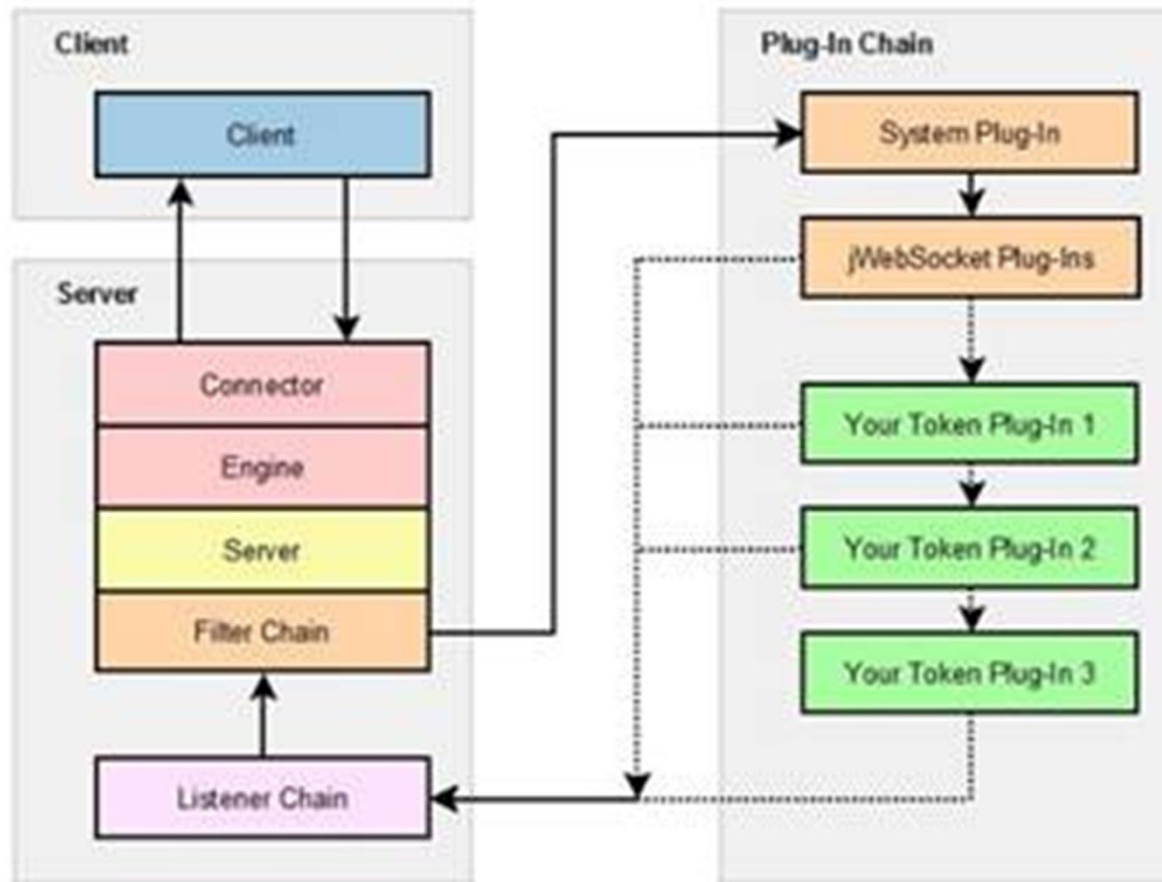 Client
Client
Server
Connector
Engine
Server
Filter Chain
Listener Chain
Plug-In Chain
System Plug-In
jWebSocket Plug-Ins
Your Token Plug-In 1
Your Token Plug-In 2
Your Token Plug-In 3